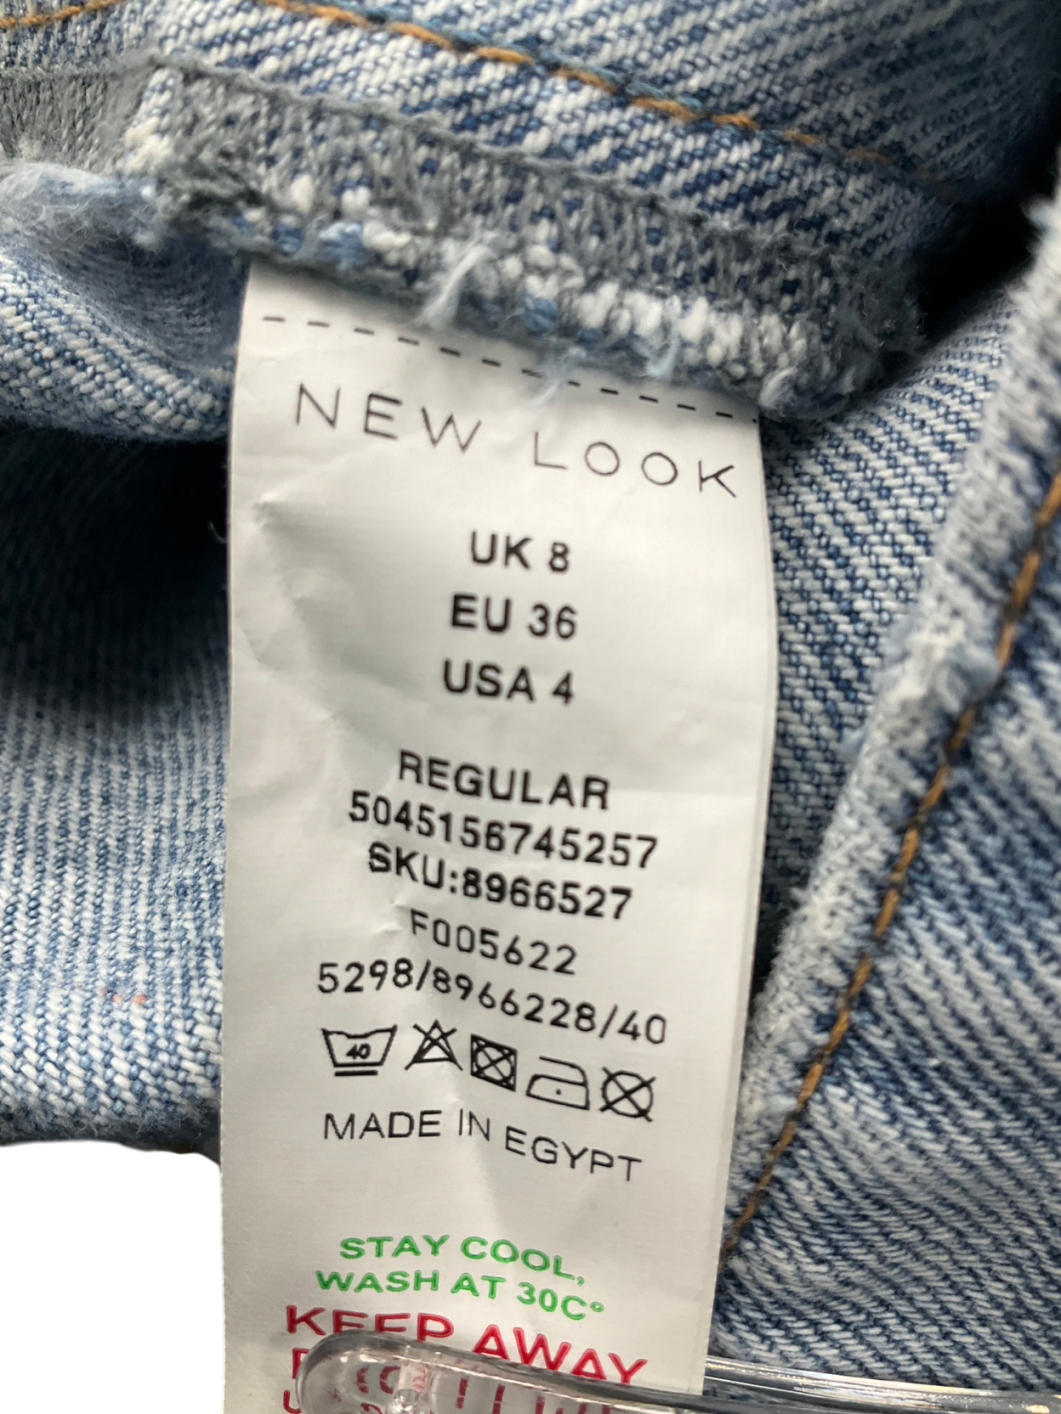 NEW LOOK
UK 8
EU 36
USA 4
REGULAR
5045156745257
SKU:8966527
F005622
5298/8966228/40
40
MADE IN EGYPT
STAY COOL,
WASH AT 30C°
KEEP AWAY